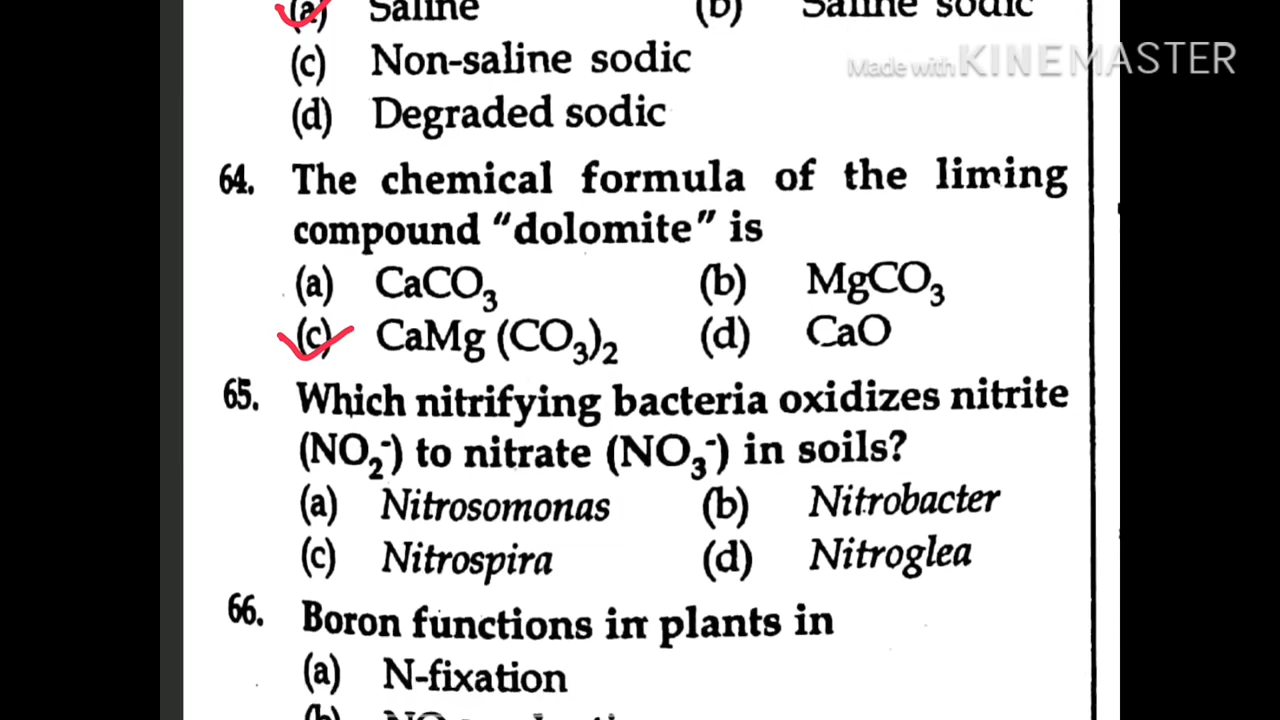 (a) Saline (b) Saline sodic
(c) Non-saline sodic
Made with KINEMASTER
(d) Degraded sodic
64. The chemical formula of the liming
compound “dolomite” is
(a) CaCO₃ (b) MgCO₃
(c) CaMg (CO₃)₂ (d) CaO
65. Which nitrifying bacteria oxidizes nitrite
(NO₂⁻) to nitrate (NO₃⁻) in soils?
(a) Nitrosomonas (b) Nitrobacter
(c) Nitrospira (d) Nitroglea
66. Boron functions in plants in
(a) N-fixation
(b)